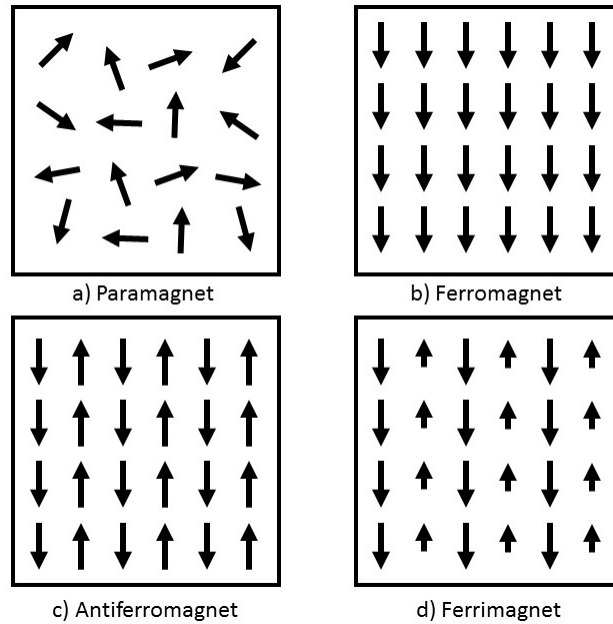 a) Paramagnet
b) Ferromagnet
c) Antiferromagnet
d) Ferrimagnet